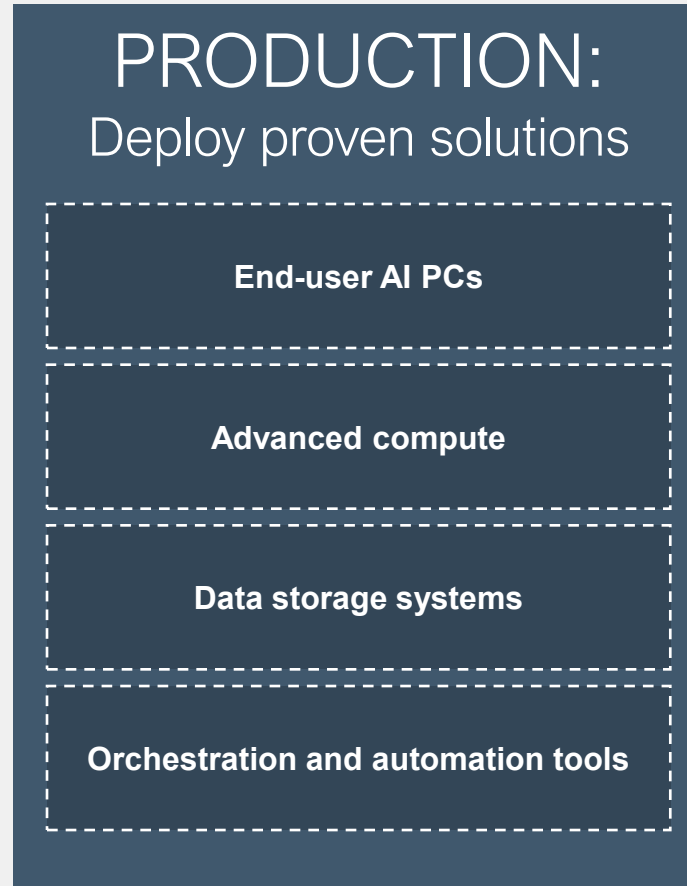 PRODUCTION:
Deploy proven solutions
End-user AI PCs
Advanced compute
Data storage systems
Orchestration and automation tools